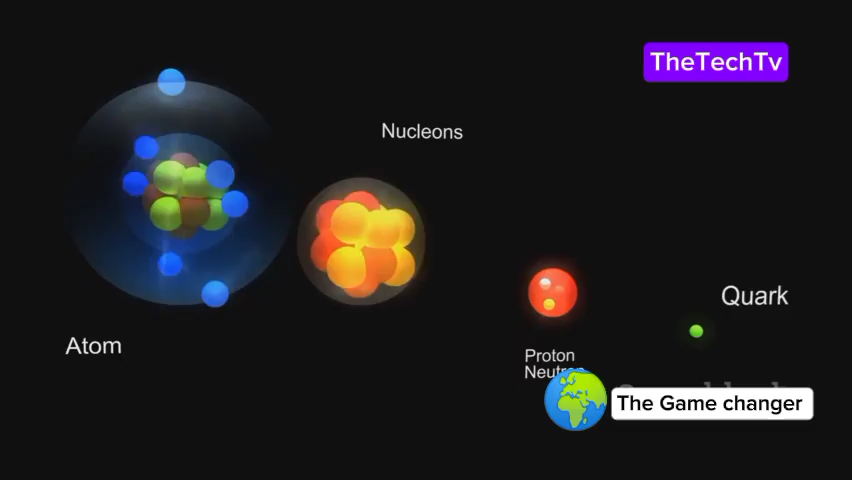 TheTechTv
Nucleons
Quark
Atom
Proton
The Game changer